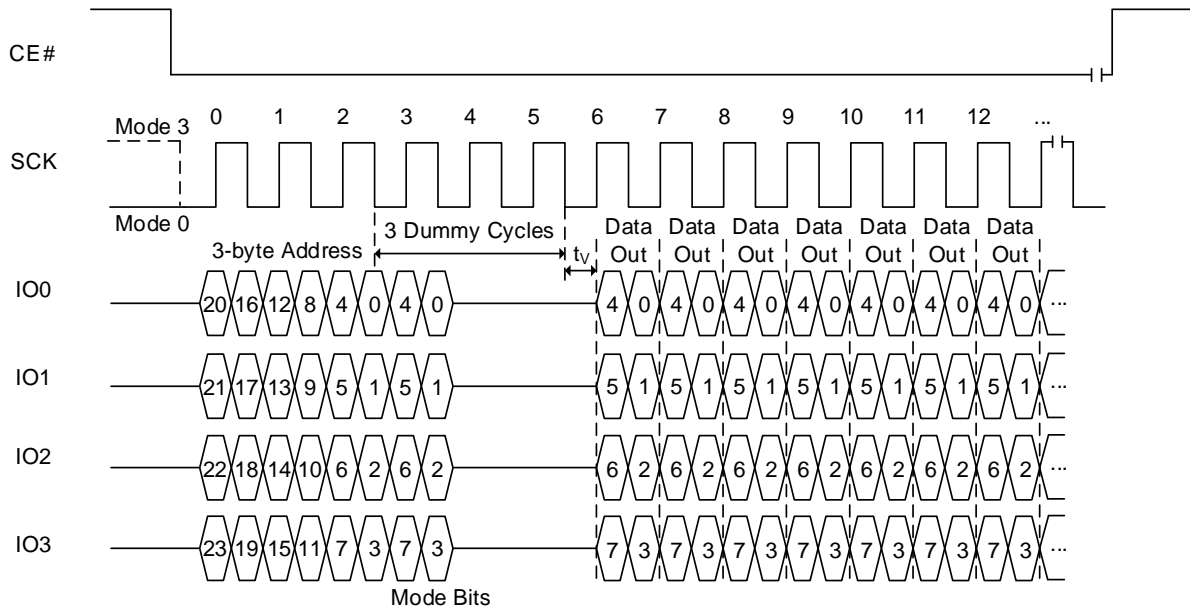 CE#
0 1 2 3 4 5 6 7 8 9 10 11 12 ...
Mode 3
SCK
Mode 0
3 Dummy Cycles
Data Out Data Out Data Out Data Out Data Out Data Out Data Out
3-byte Address
tV
IO0 20 16 12 8 4 0 4 0 4 0 4 0 4 0 4 0 4 0 4 0 4 0 ...
IO1 21 17 13 9 5 1 5 1 5 1 5 1 5 1 5 1 5 1 5 1 5 1 ...
IO2 22 18 14 10 6 2 6 2 6 2 6 2 6 2 6 2 6 2 6 2 6 2 ...
IO3 23 19 15 11 7 3 7 3 7 3 7 3 7 3 7 3 7 3 7 3 7 3 ...
Mode Bits